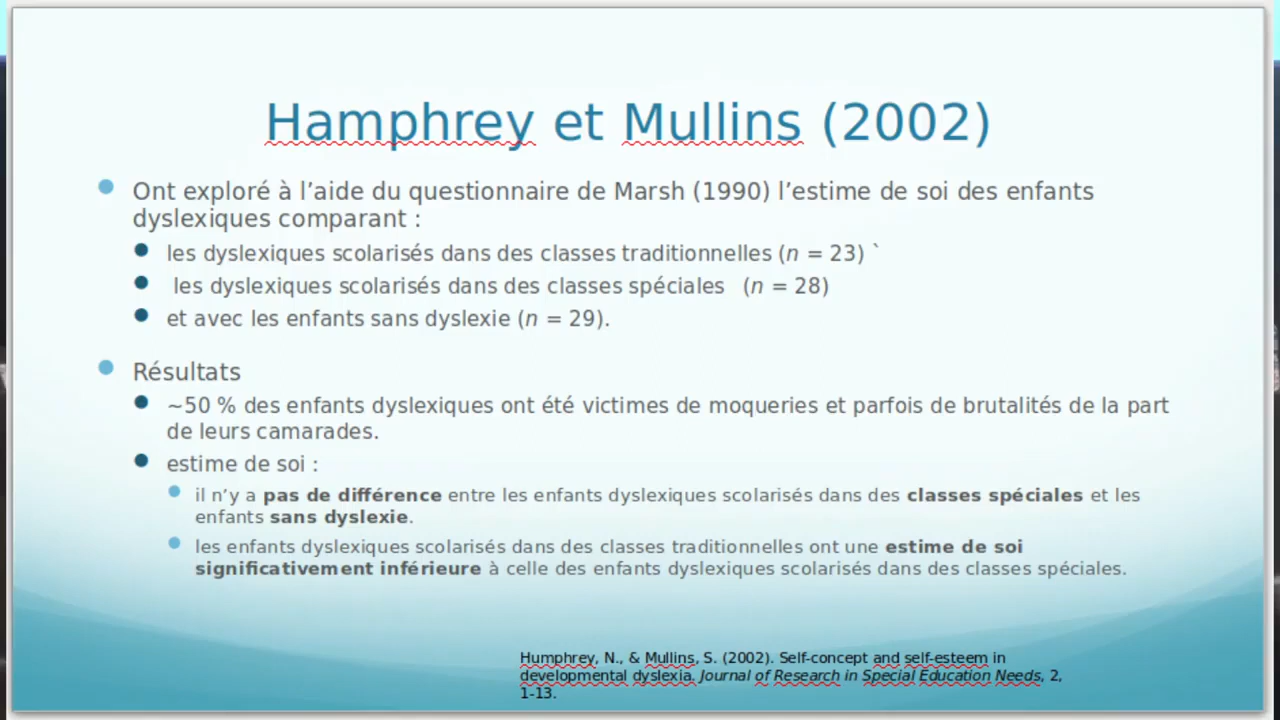 Hamphrey et Mullins (2002)
Ont exploré à l’aide du questionnaire de Marsh (1990) l’estime de soi des enfants
dyslexiques comparant :
les dyslexiques scolarisés dans des classes traditionnelles (n = 23) `
les dyslexiques scolarisés dans des classes spéciales (n = 28)
et avec les enfants sans dyslexie (n = 29).
Résultats
~50 % des enfants dyslexiques ont été victimes de moqueries et parfois de brutalités de la part
de leurs camarades.
estime de soi :
il n’y a pas de différence entre les enfants dyslexiques scolarisés dans des classes spéciales et les
enfants sans dyslexie.
les enfants dyslexiques scolarisés dans des classes traditionnelles ont une estime de soi
significativement inférieure à celle des enfants dyslexiques scolarisés dans des classes spéciales.
Humphrey, N., & Mullins, S. (2002). Self-concept and self-esteem in
developmental dyslexia. Journal of Research in Special Education Needs, 2,
1-13.